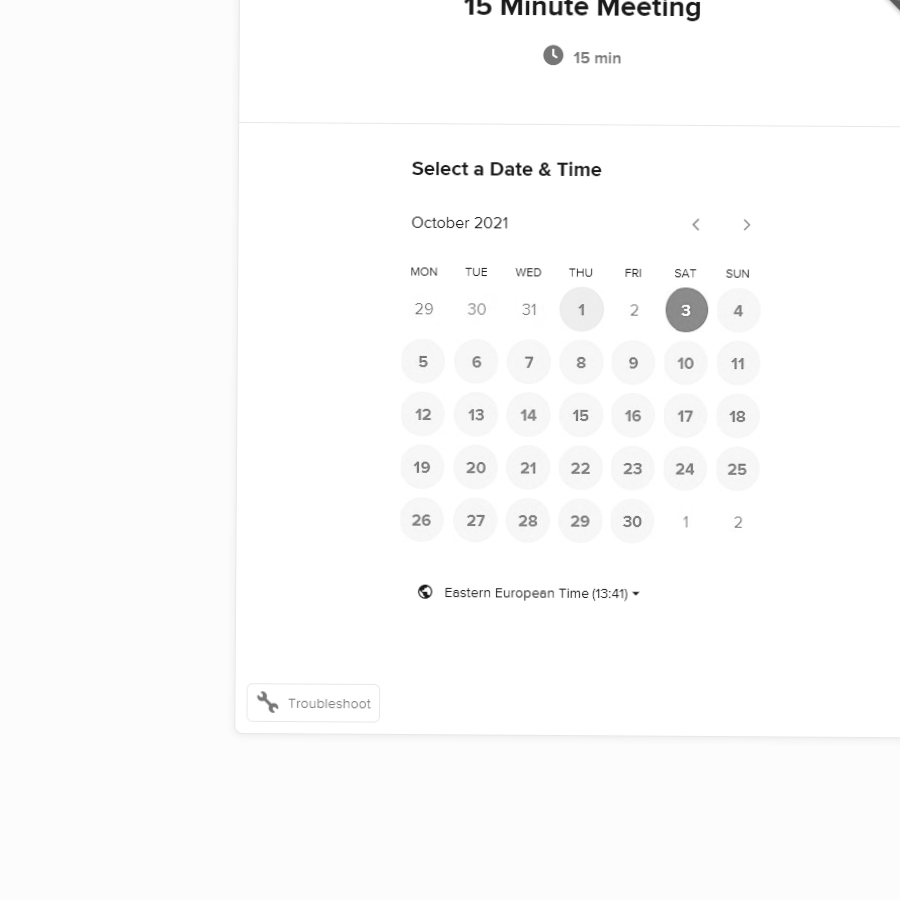 15 Minute Meeting
15 min
Select a Date & Time
October 2021
MON TUE WED THU FRI SAT SUN
29 30 31 1 2 3 4
5 6 7 8 9 10 11
12 13 14 15 16 17 18
19 20 21 22 23 24 25
26 27 28 29 30 1 2
Eastern European Time (13:41)
Troubleshoot